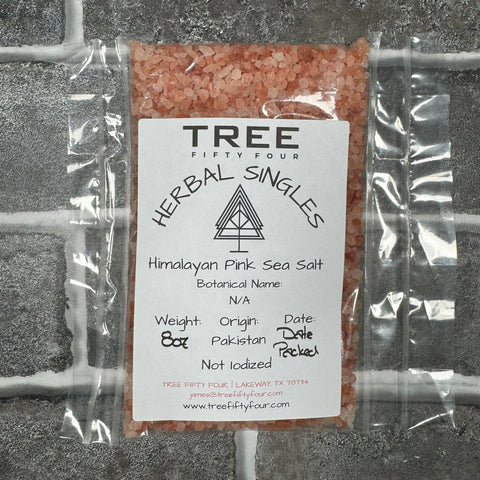 TREE
FIFTY FOUR
HERBAL SINGLES
Himalayan Pink Sea Salt
Botanical Name:
N/A
Weight: Origin: Date:
8oz Pakistan Date Packed
Not Iodized
TREE FIFTY FOUR | LAKEWAY, TX 78734
james@treefiftyfour.com
www.treefiftyfour.com